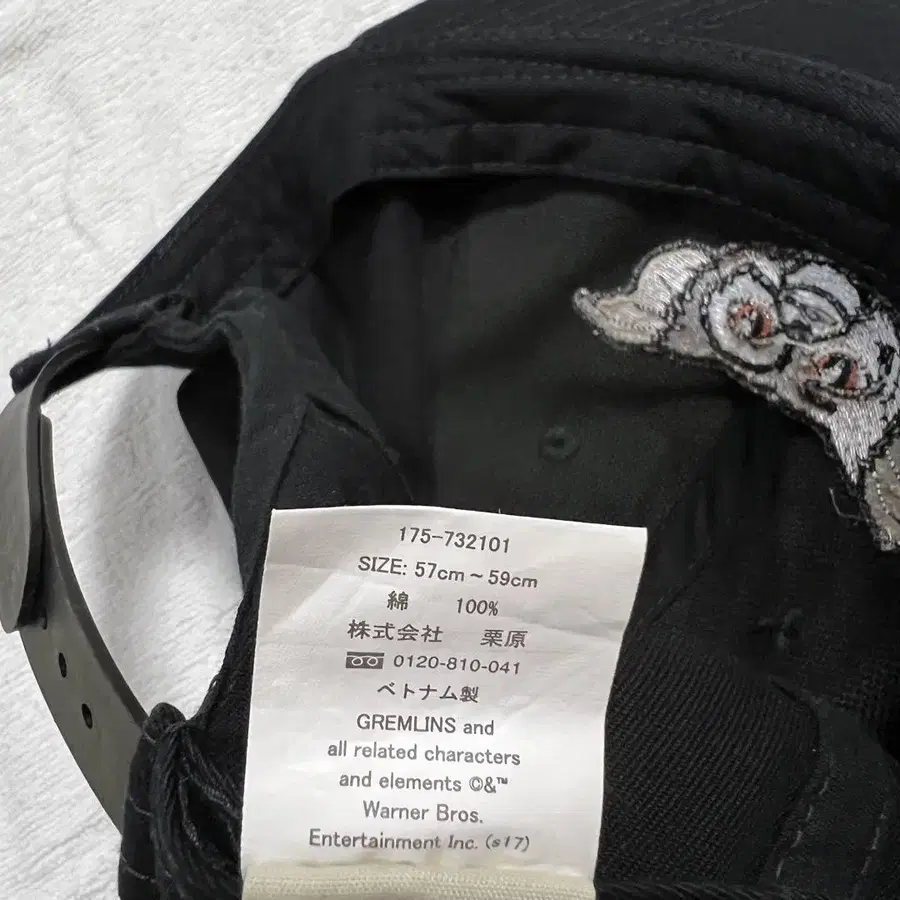 175-732101
SIZE: 57cm~59cm
綿 100%
株式会社 栗原
0120-810-041
ベトナム製
GREMLINS and
all related characters
and elements ©&™
Warner Bros.
Entertainment Inc. (s17)